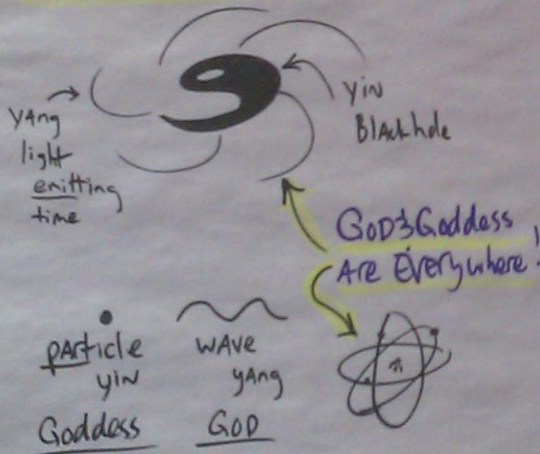 yAng
light
emitting
time
yiN
BlAckhole
GoD&Goddess
Are Everywhere!
pARticle
yiN
Goddess
wAve
yAng
GoD